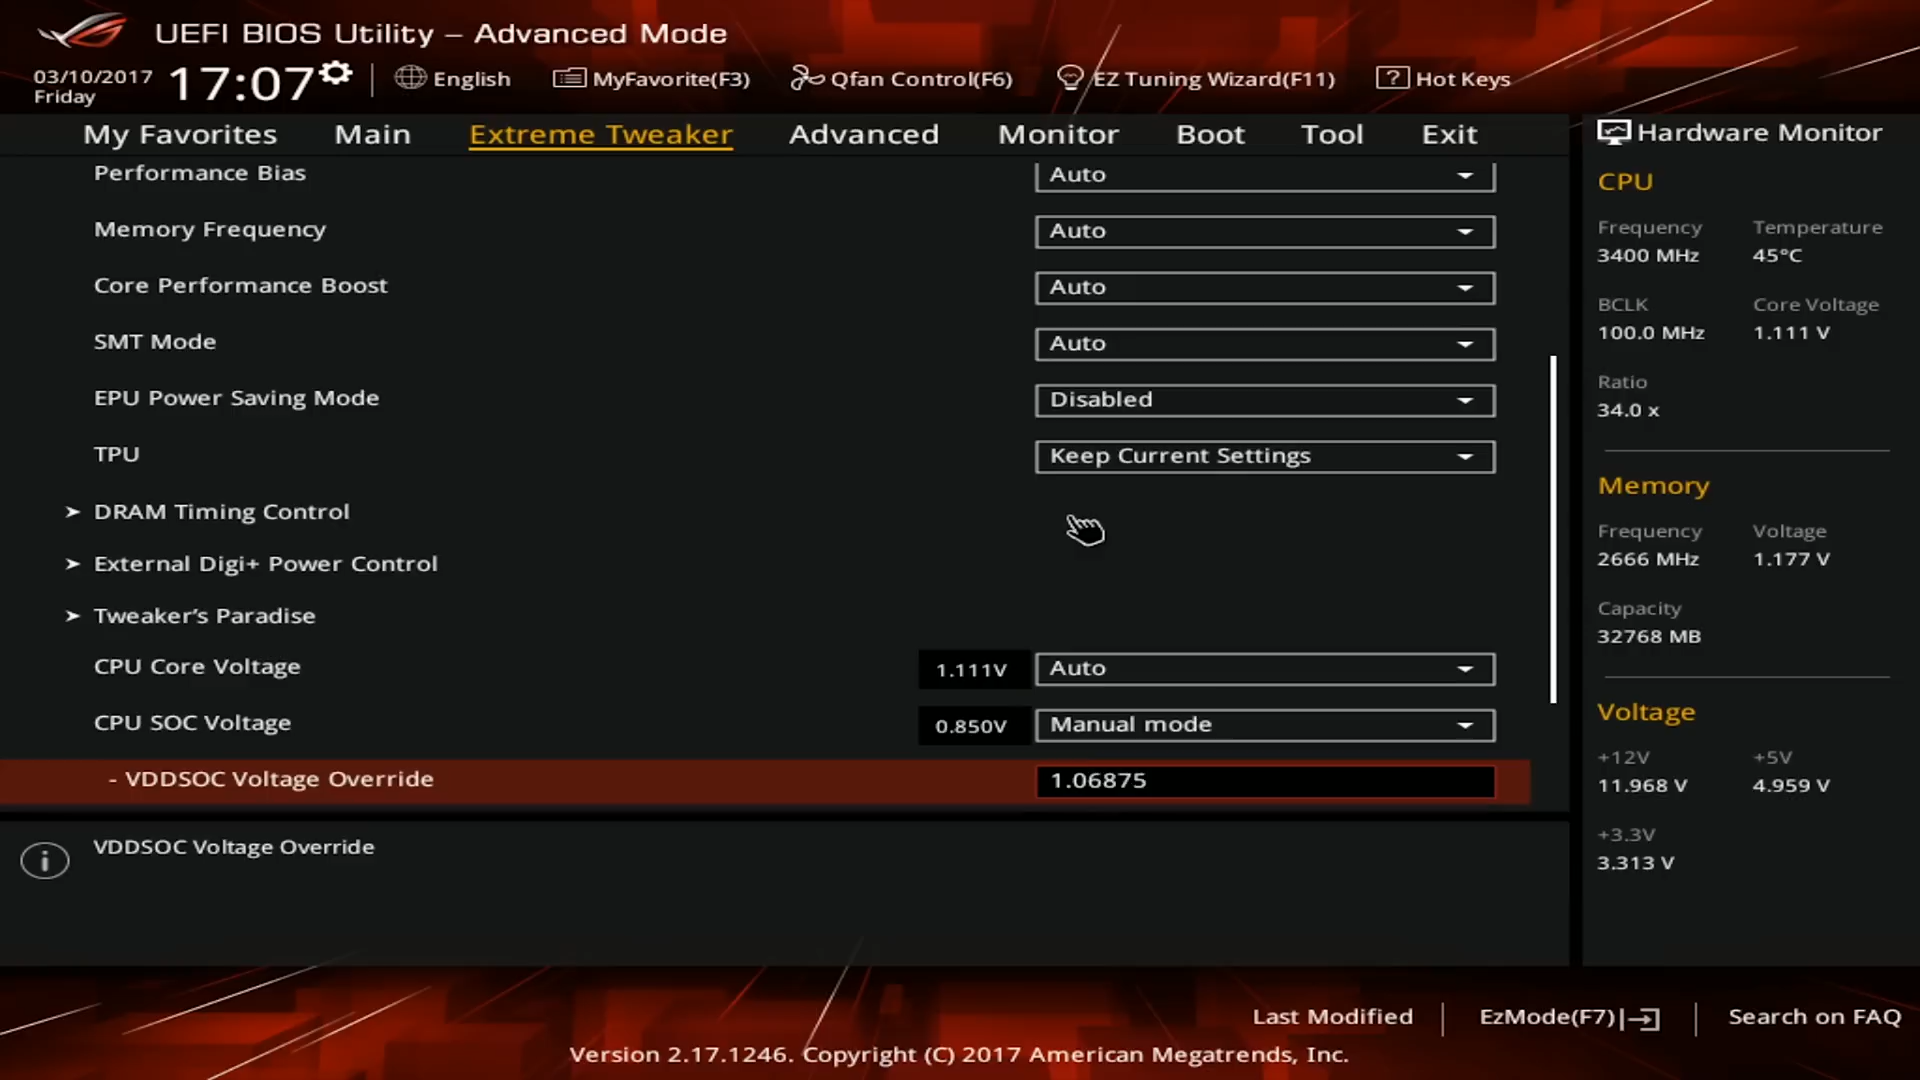 UEFI BIOS Utility – Advanced Mode
03/10/2017
Friday
17:07
English
MyFavorite(F3)
Qfan Control(F6)
EZ Tuning Wizard(F11)
? Hot Keys
My Favorites Main Extreme Tweaker Advanced Monitor Boot Tool Exit
Performance Bias Auto
Memory Frequency Auto
Core Performance Boost Auto
SMT Mode Auto
EPU Power Saving Mode Disabled
TPU Keep Current Settings
DRAM Timing Control
External Digi+ Power Control
Tweaker's Paradise
CPU Core Voltage 1.111V Auto
CPU SOC Voltage 0.850V Manual mode
- VDDSOC Voltage Override 1.06875
i VDDSOC Voltage Override
Hardware Monitor
CPU
Frequency Temperature
3400 MHz 45°C
BCLK Core Voltage
100.0 MHz 1.111 V
Ratio
34.0 x
Memory
Frequency Voltage
2666 MHz 1.177 V
Capacity
32768 MB
Voltage
+12V +5V
11.968 V 4.959 V
+3.3V
3.313 V
Last Modified
EzMode(F7)
Search on FAQ
Version 2.17.1246. Copyright (C) 2017 American Megatrends, Inc.